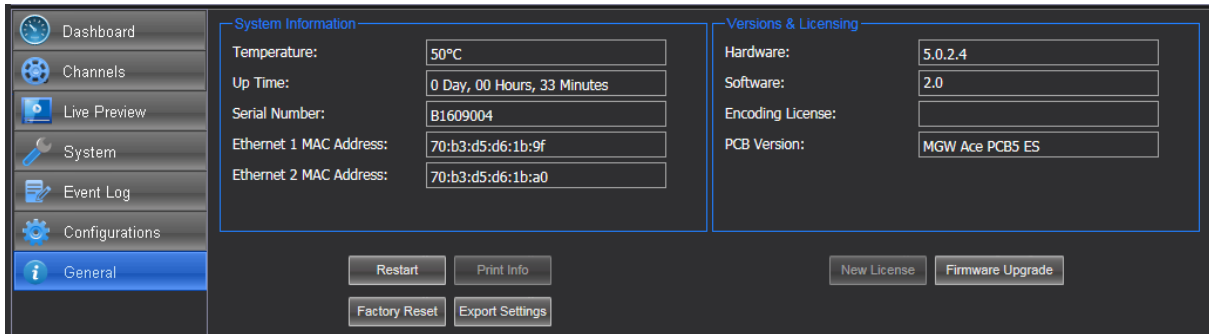 Dashboard
Channels
Live Preview
System
Event Log
Configurations
General
System Information
Temperature: 50°C
Up Time: 0 Day, 00 Hours, 33 Minutes
Serial Number: B1609004
Ethernet 1 MAC Address: 70:b3:d5:d6:1b:9f
Ethernet 2 MAC Address: 70:b3:d5:d6:1b:a0
Versions & Licensing
Hardware: 5.0.2.4
Software: 2.0
Encoding License:
PCB Version: MGW Ace PCB5 ES
Restart Print Info
Factory Reset Export Settings
New License Firmware Upgrade